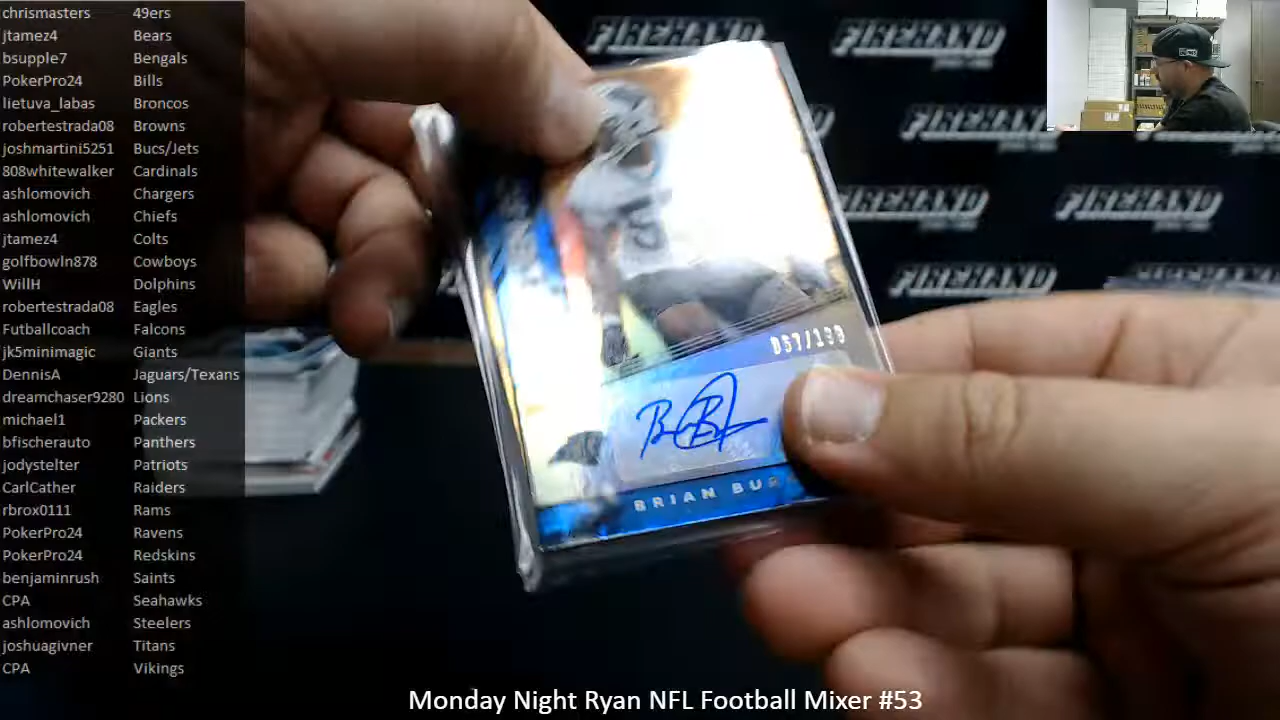 chrismasters 49ers
jtamez4 Bears
bsupple7 Bengals
PokerPro24 Bills
lietuva_labas Broncos
robertestrada08 Browns
joshmartini5251 Bucs/Jets
808whitewalker Cardinals
ashlomovich Chargers
ashlomovich Chiefs
jtamez4 Colts
golfbowln878 Cowboys
WillH Dolphins
robertestrada08 Eagles
Futballcoach Falcons
jk5minimagic Giants
DennisA Jaguars/Texans
dreamchaser9280 Lions
michael1 Packers
bfischerauto Panthers
jodystelter Patriots
CarlCather Raiders
rbrox0111 Rams
PokerPro24 Ravens
PokerPro24 Redskins
benjaminrush Saints
CPA Seahawks
ashlomovich Steelers
joshuagivner Titans
CPA Vikings
FIREHAND
FIREHAND
FIREHAND
FIREHAND
FIREHAND
FIREHAND
BRIAN BUR
Monday Night Ryan NFL Football Mixer #53